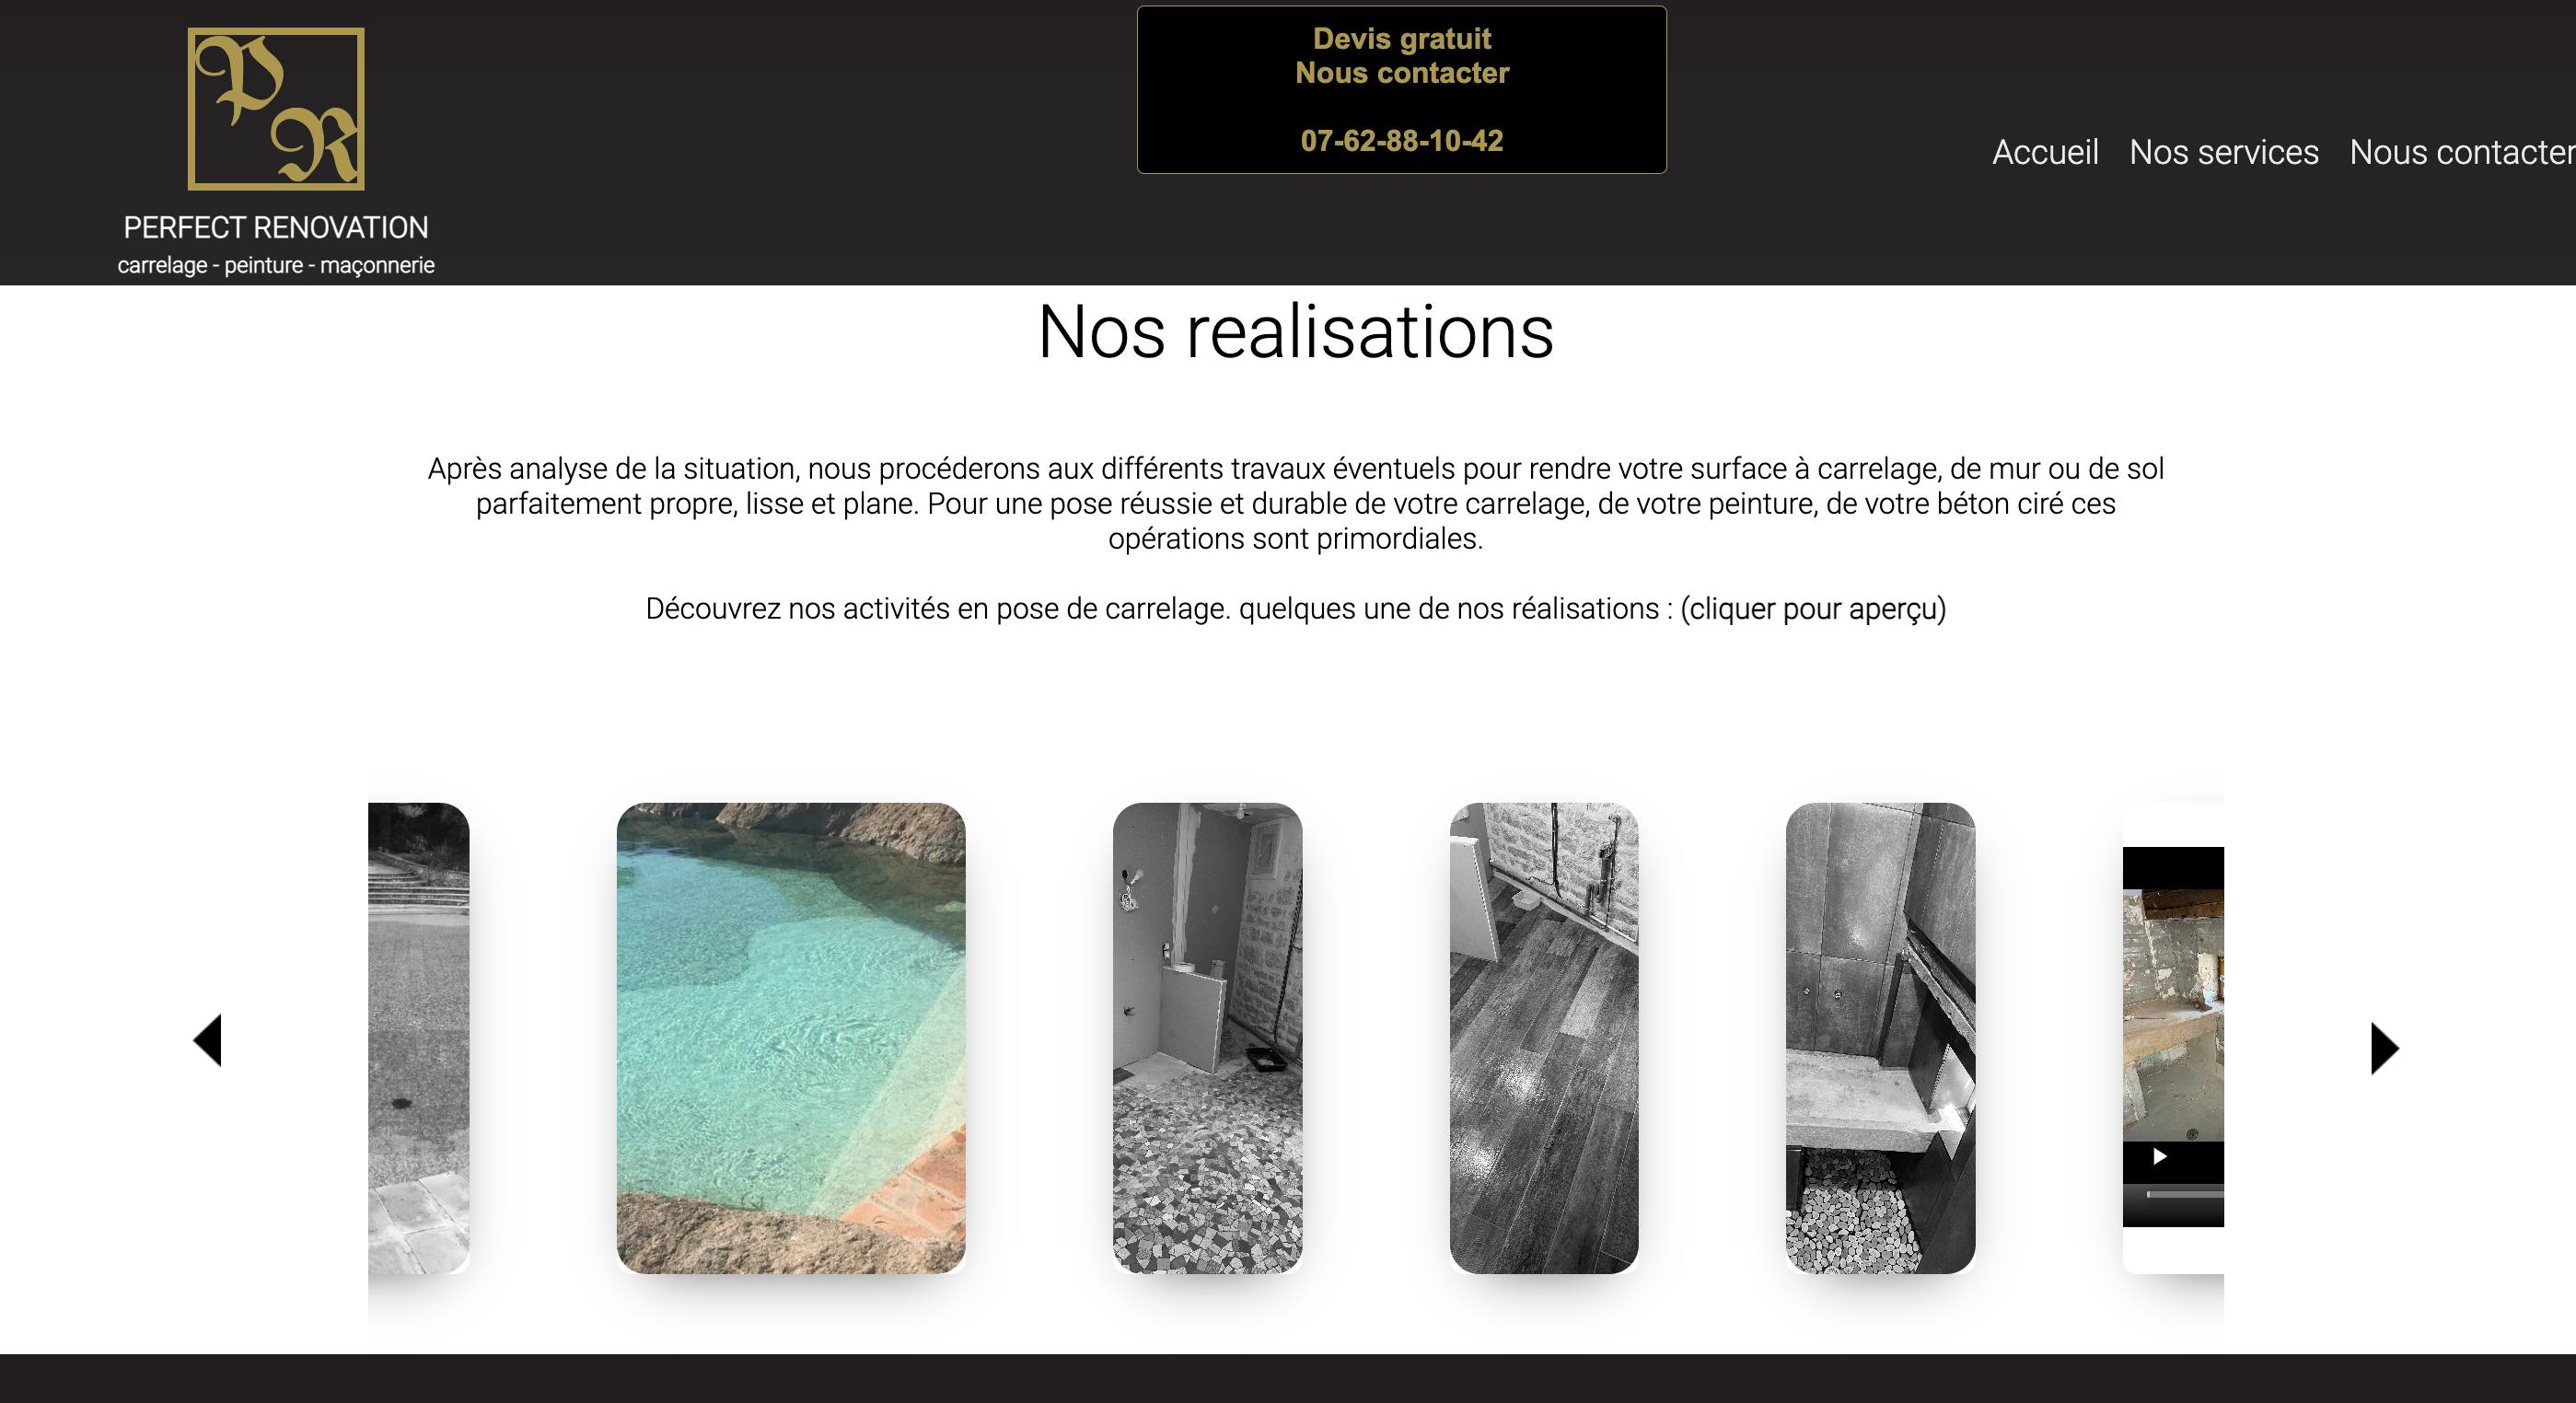 PR
PERFECT RENOVATION
carrelage - peinture - maçonnerie
Devis gratuit
Nous contacter
07-62-88-10-42
Accueil Nos services Nous contacter
Nos realisations
Après analyse de la situation, nous procéderons aux différents travaux éventuels pour rendre votre surface à carrelage, de mur ou de sol
parfaitement propre, lisse et plane. Pour une pose réussie et durable de votre carrelage, de votre peinture, de votre béton ciré ces
opérations sont primordiales.
Découvrez nos activités en pose de carrelage. quelques une de nos réalisations : (cliquer pour aperçu)